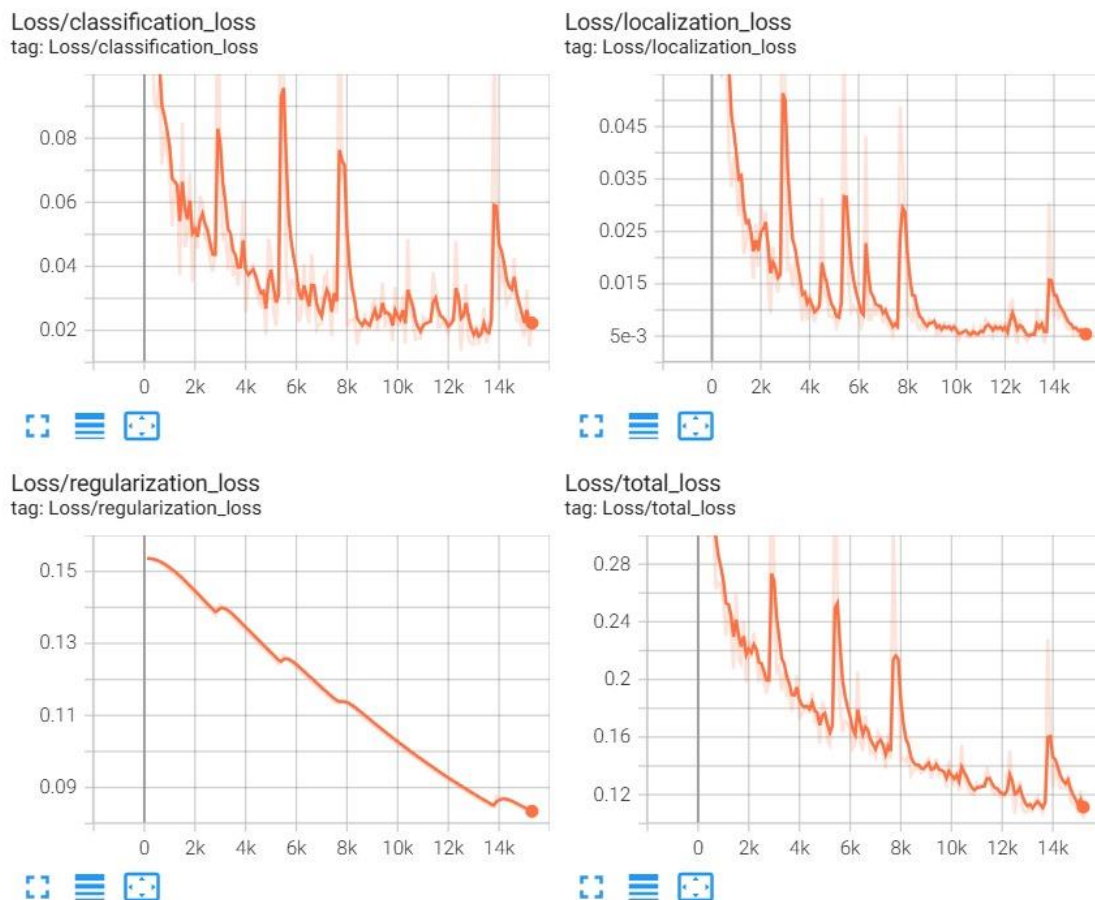 Loss/classification_loss
tag: Loss/classification_loss
0.08
0.06
0.04
0.02
0 2k 4k 6k 8k 10k 12k 14k
Loss/localization_loss
tag: Loss/localization_loss
0.045
0.035
0.025
0.015
5e-3
0 2k 4k 6k 8k 10k 12k 14k
Loss/regularization_loss
tag: Loss/regularization_loss
0.15
0.13
0.11
0.09
0 2k 4k 6k 8k 10k 12k 14k
Loss/total_loss
tag: Loss/total_loss
0.28
0.24
0.2
0.16
0.12
0 2k 4k 6k 8k 10k 12k 14k